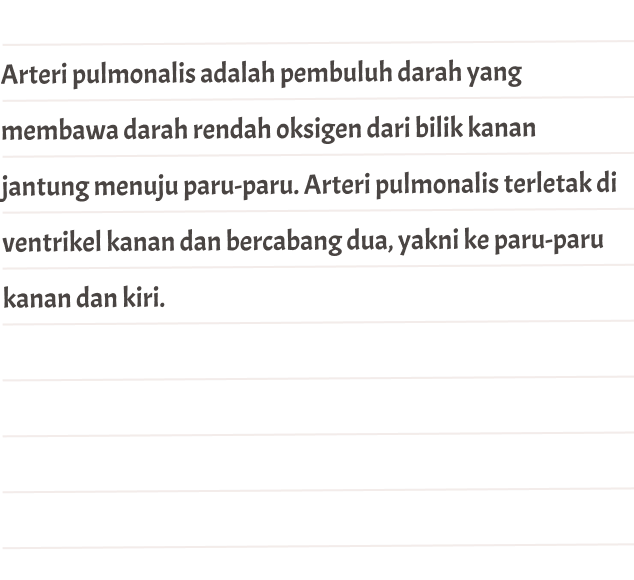 Arteri pulmonalis adalah pembuluh darah yang
membawa darah rendah oksigen dari bilik kanan
jantung menuju paru-paru. Arteri pulmonalis terletak di
ventrikel kanan dan bercabang dua, yakni ke paru-paru
kanan dan kiri.